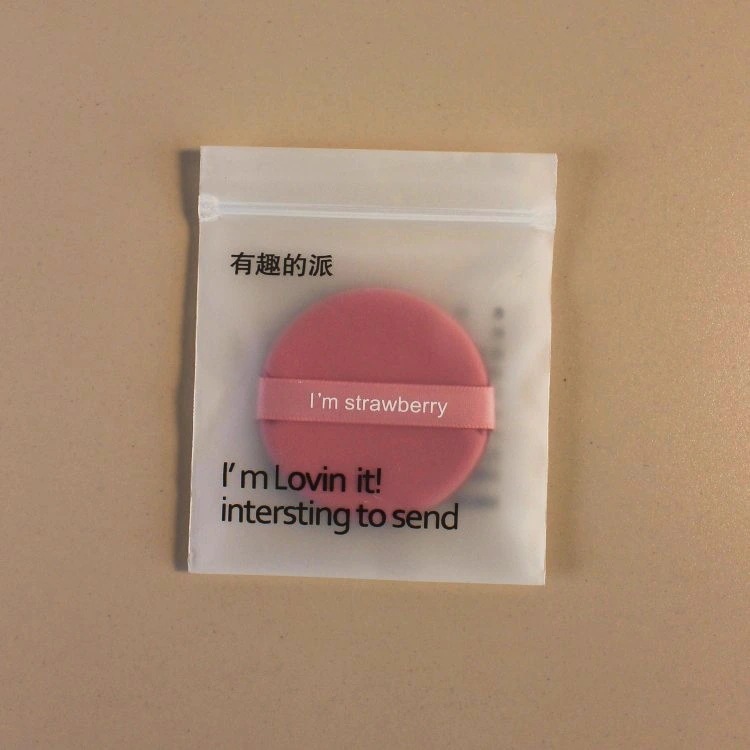 有趣的派
I'm strawberry
I'm Lovin it!
intersting to send